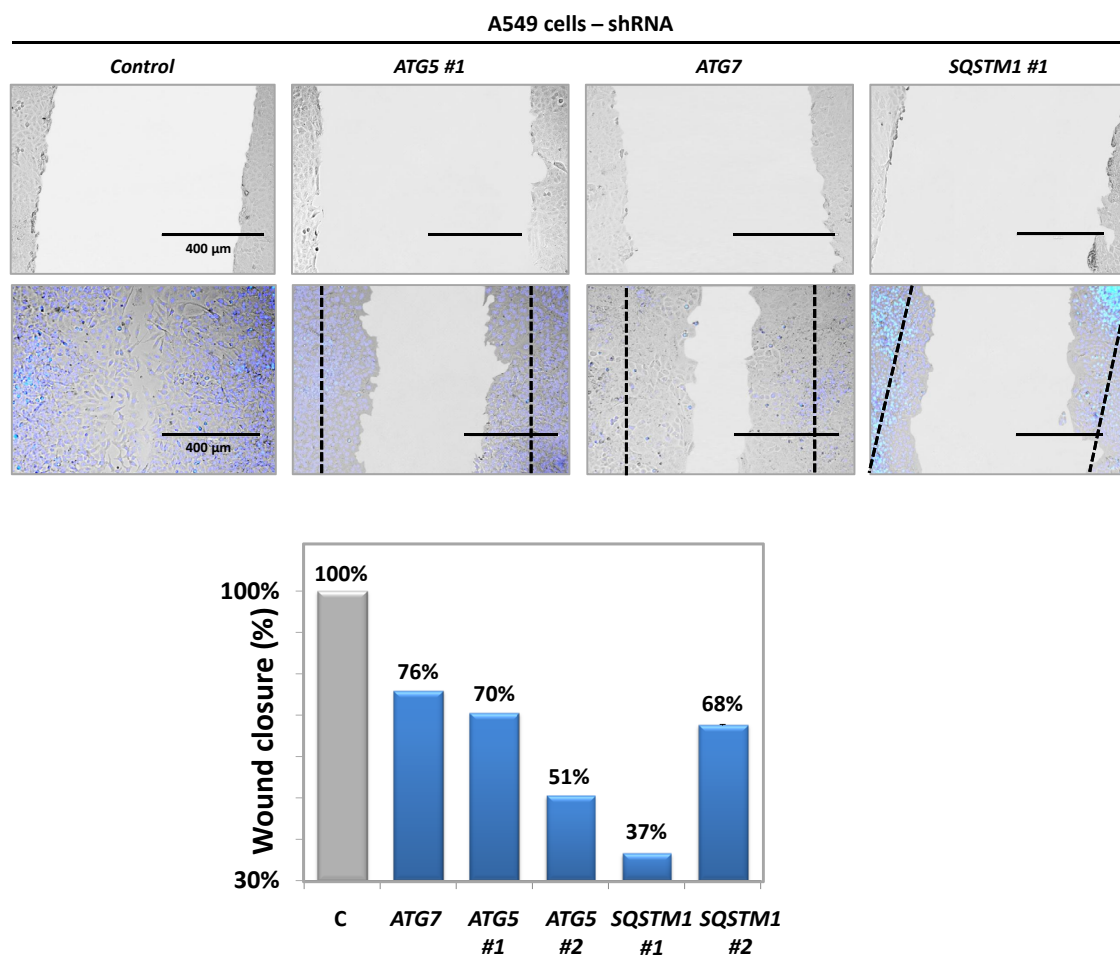 A549 cells – shRNA
Control ATG5 #1 ATG7 SQSTM1 #1
400 µm
400 µm
Wound closure (%)
100%
30%
100%
76%
70%
51%
37%
68%
C ATG7 ATG5 ATG5 SQSTM1 SQSTM1
#1 #2 #1 #2